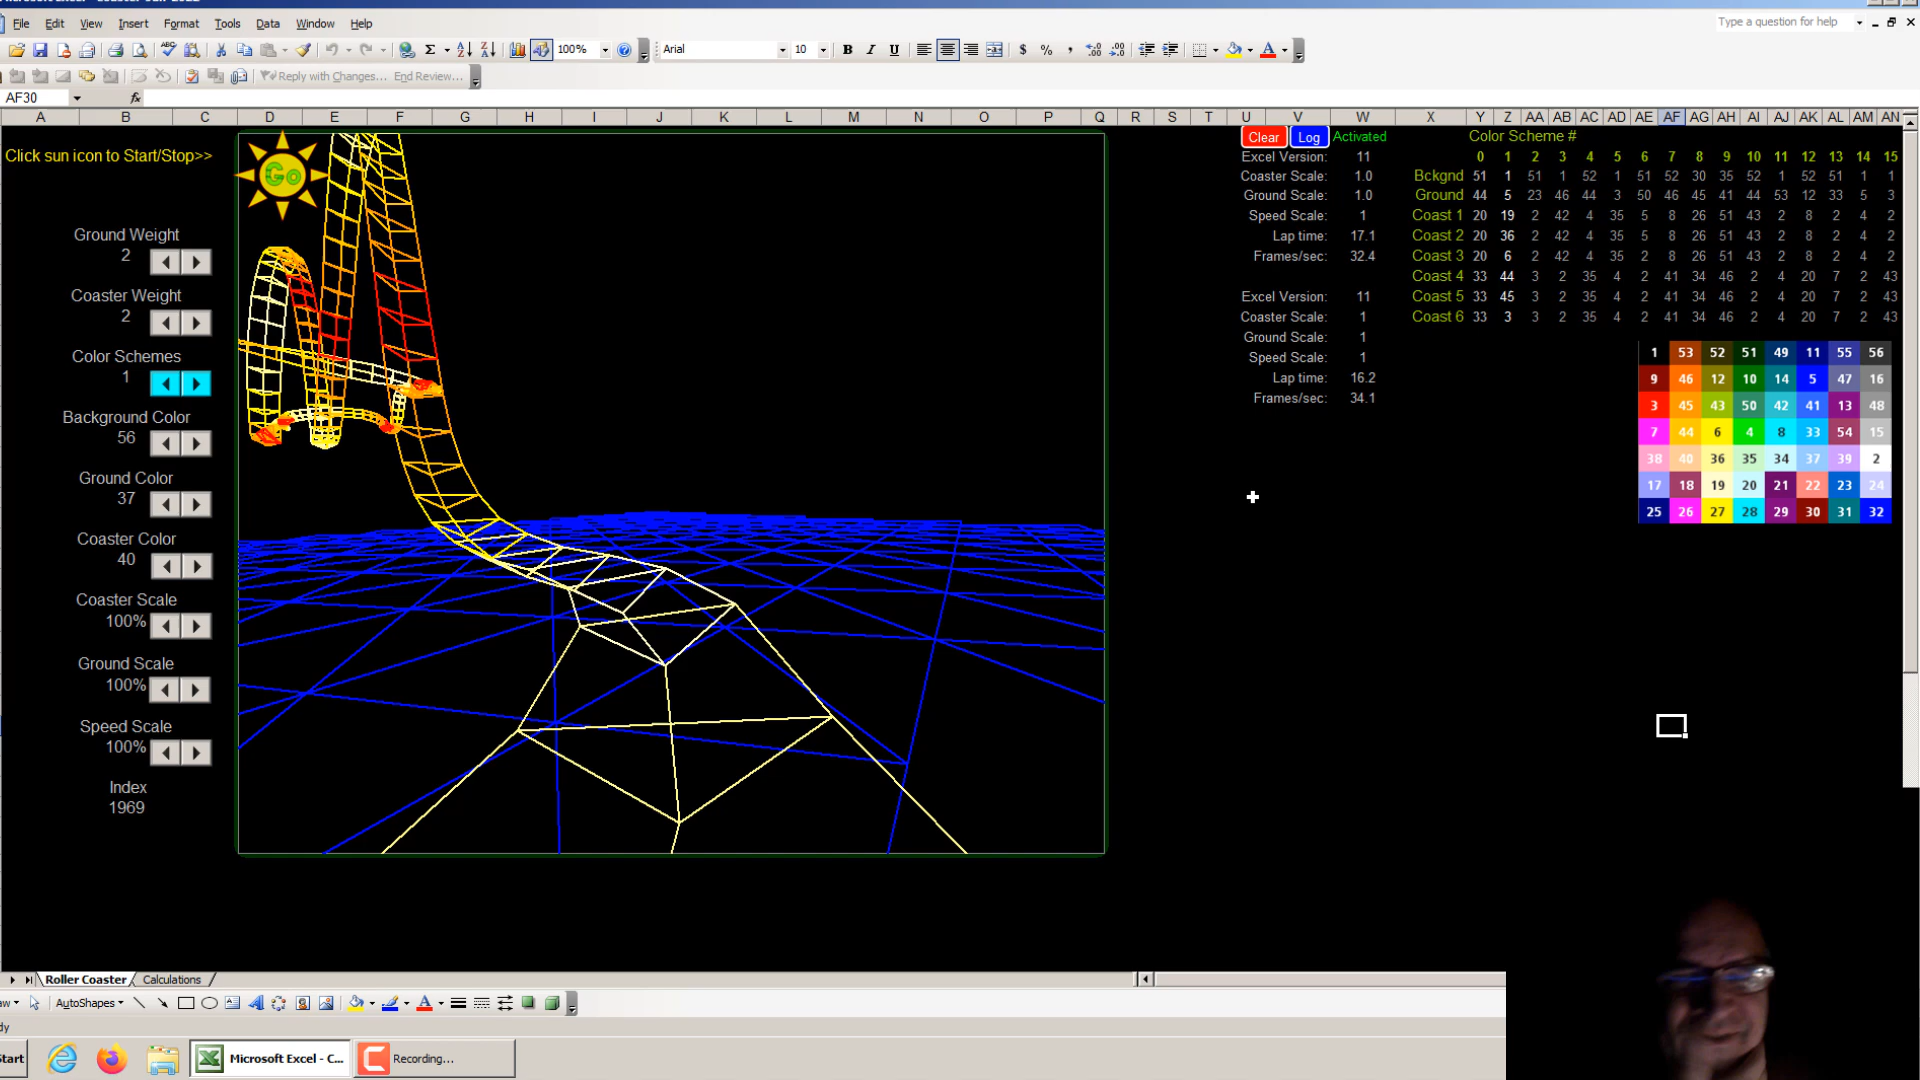 File Edit View Insert Format Tools Data Window Help Type a question for help
100% Arial 10 B I U $ % ,
Reply with Changes... End Review...
AF30 fx
A B C D E F G H I J K L M N O P Q R S T U V W X Y Z AA AB AC AD AE AF AG AH AI AJ AK AL AM AN
Click sun icon to Start/Stop>>
Go
Ground Weight
2
Coaster Weight
2
Color Schemes
1
Background Color
56
Ground Color
37
Coaster Color
40
Coaster Scale
100%
Ground Scale
100%
Speed Scale
100%
Index
1969
Clear Log Activated
Excel Version: 11
Coaster Scale: 1.0
Ground Scale: 1.0
Speed Scale: 1
Lap time: 17.1
Frames/sec: 32.4
Excel Version: 11
Coaster Scale: 1
Ground Scale: 1
Speed Scale: 1
Lap time: 16.2
Frames/sec: 34.1
Color Scheme #
0 1 2 3 4 5 6 7 8 9 10 11 12 13 14 15
Bckgnd 51 1 51 1 52 1 51 52 30 35 52 1 52 51 1 1
Ground 44 5 23 46 44 3 50 46 45 41 44 53 12 33 5 3
Coast 1 20 19 2 42 4 35 5 8 26 51 43 2 8 2 4 2
Coast 2 20 36 2 42 4 35 5 8 26 51 43 2 8 2 4 2
Coast 3 20 6 2 42 4 35 5 8 26 51 43 2 8 2 4 2
Coast 4 33 44 3 2 35 4 2 41 34 46 2 4 20 7 2 43
Coast 5 33 45 3 2 35 4 2 41 34 46 2 4 20 7 2 43
Coast 6 33 3 3 2 35 4 2 41 34 46 2 4 20 7 2 43
1 53 52 51 49 11 55 56
9 46 12 10 14 5 47 16
3 45 43 50 42 41 13 48
7 44 6 4 8 33 54 15
38 40 36 35 34 37 39 2
17 18 19 20 21 22 23 24
25 26 27 28 29 30 31 32
Roller Coaster Calculations
AutoShapes
Microsoft Excel - C... Recording...